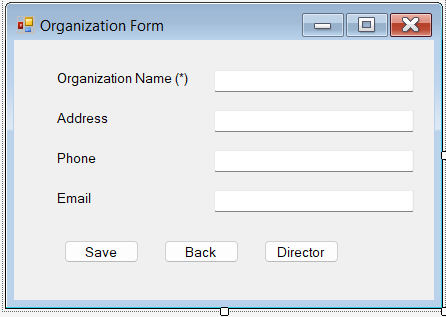 Organization Form
Organization Name (*)
Address
Phone
Email
Save Back Director